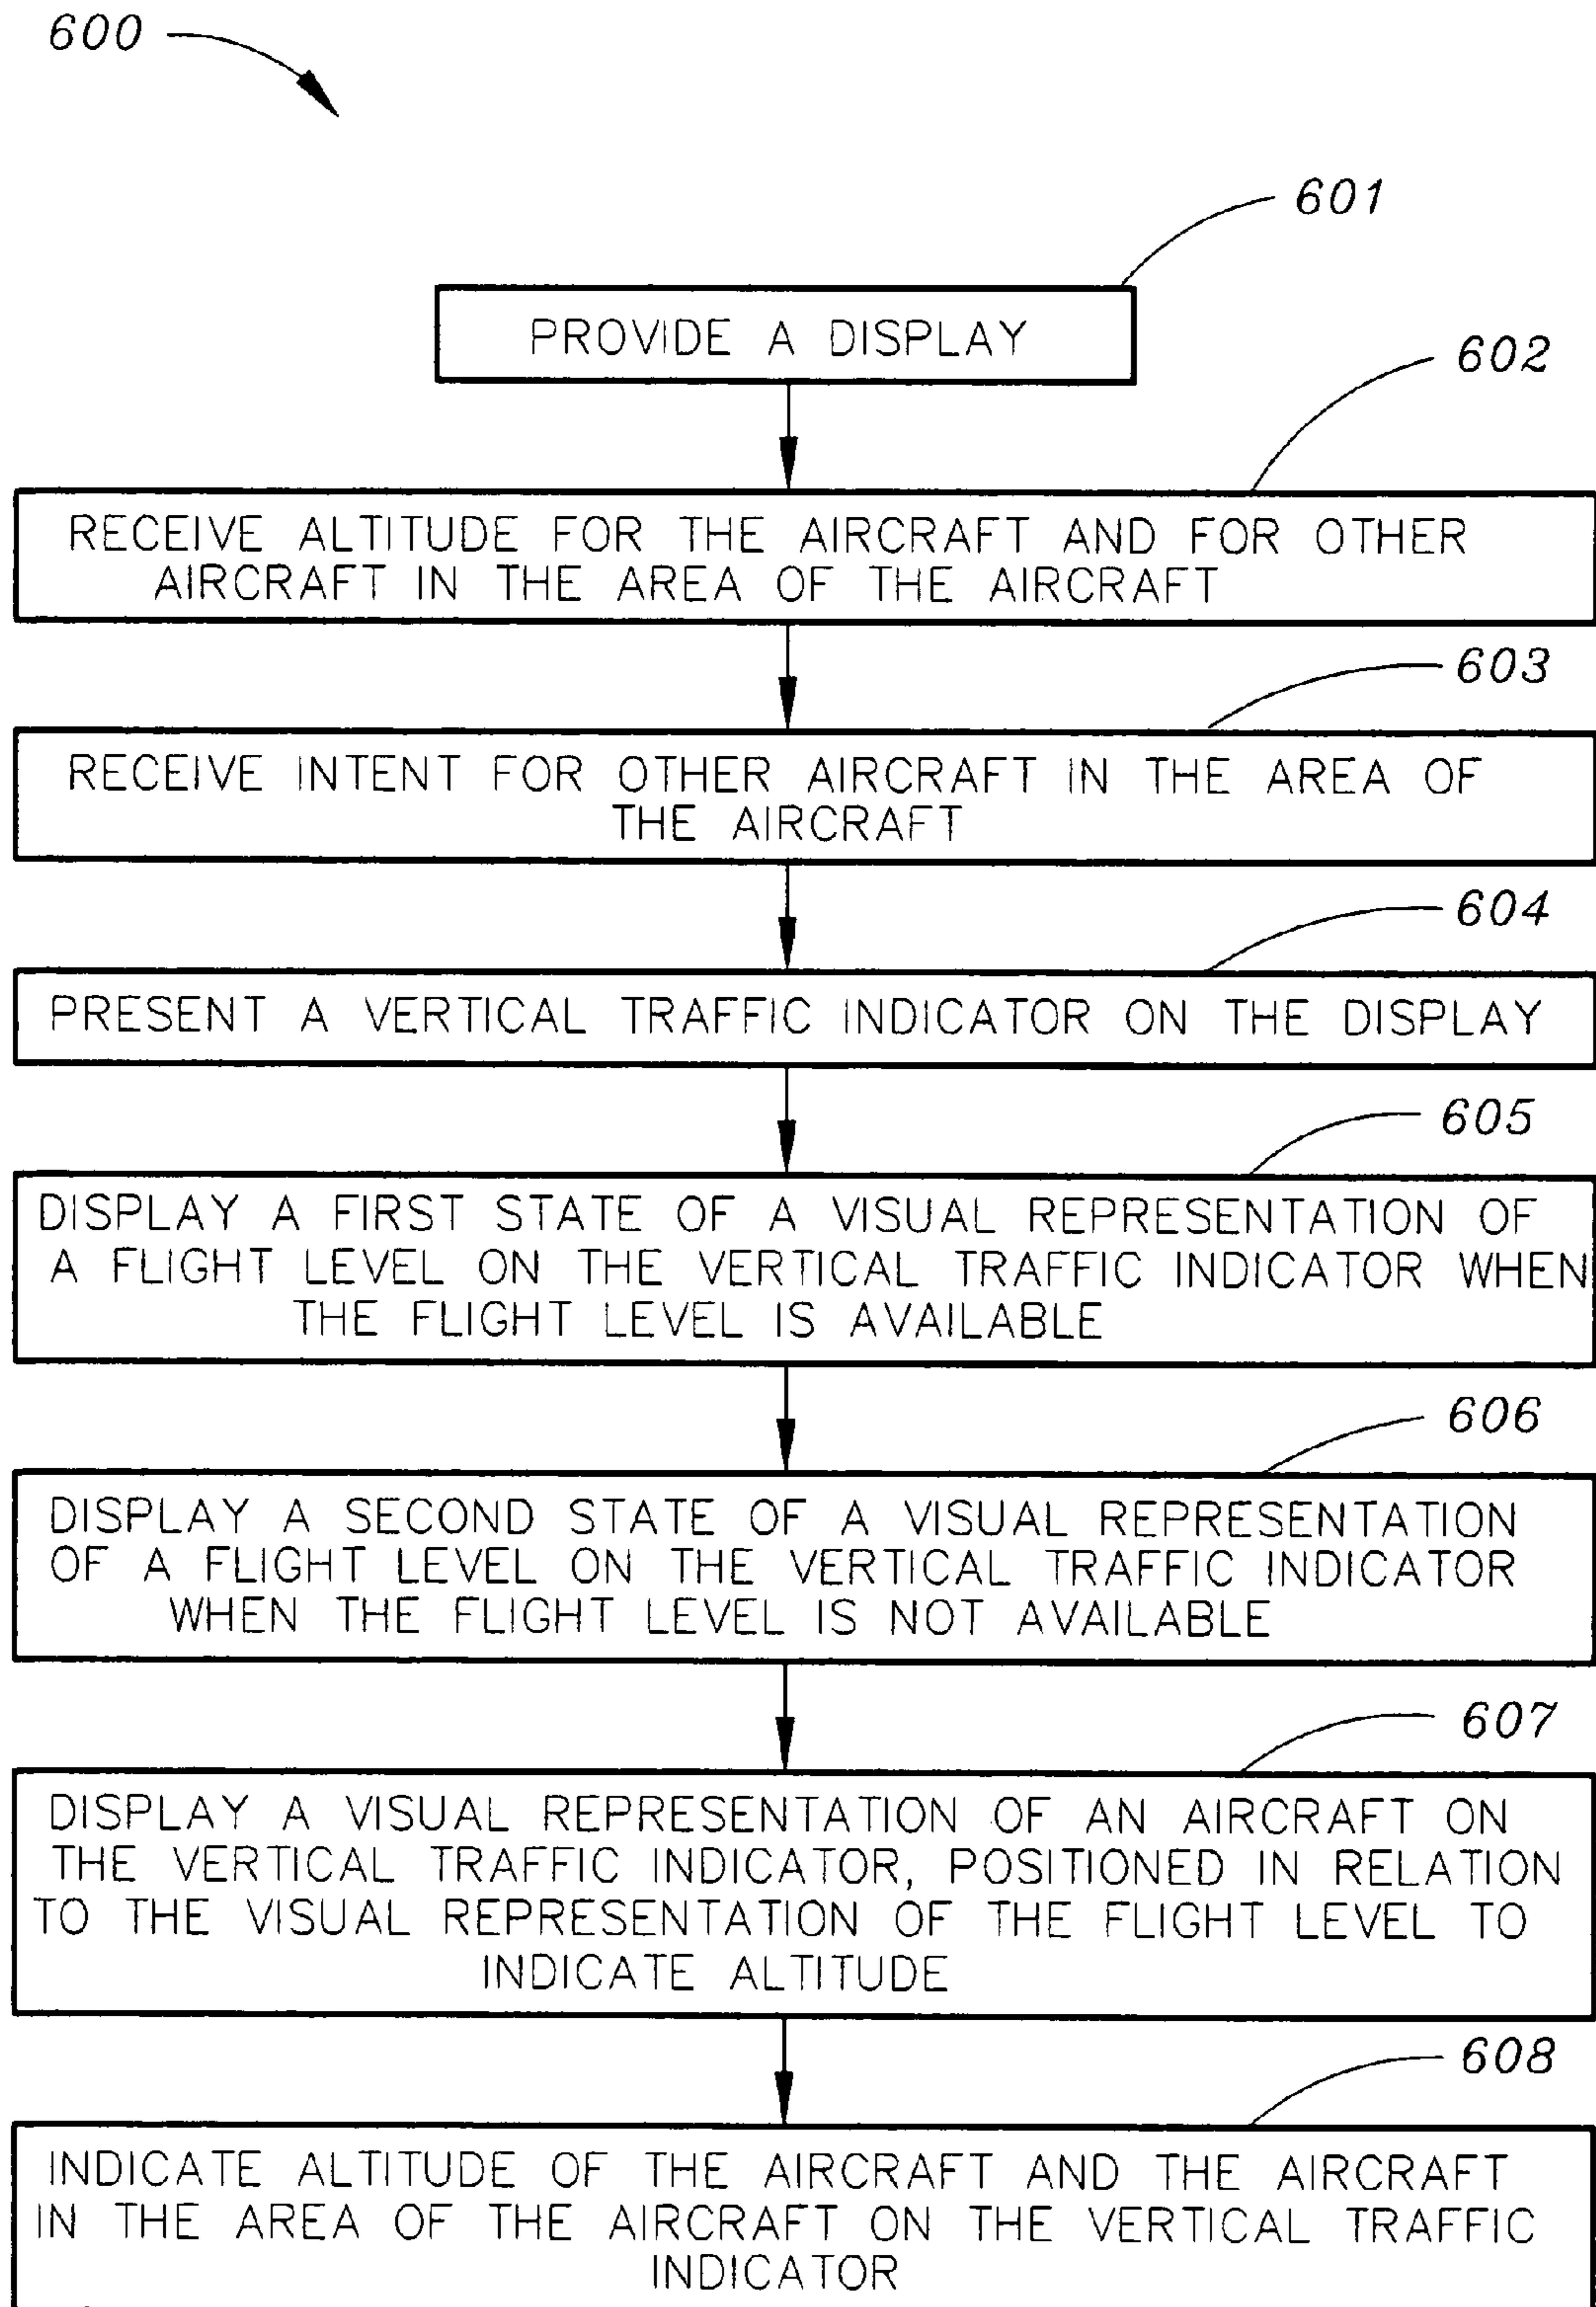 600
601
PROVIDE A DISPLAY
602
RECEIVE ALTITUDE FOR THE AIRCRAFT AND FOR OTHER
AIRCRAFT IN THE AREA OF THE AIRCRAFT
603
RECEIVE INTENT FOR OTHER AIRCRAFT IN THE AREA OF
THE AIRCRAFT
604
PRESENT A VERTICAL TRAFFIC INDICATOR ON THE DISPLAY
605
DISPLAY A FIRST STATE OF A VISUAL REPRESENTATION OF
A FLIGHT LEVEL ON THE VERTICAL TRAFFIC INDICATOR WHEN
THE FLIGHT LEVEL IS AVAILABLE
606
DISPLAY A SECOND STATE OF A VISUAL REPRESENTATION
OF A FLIGHT LEVEL ON THE VERTICAL TRAFFIC INDICATOR
WHEN THE FLIGHT LEVEL IS NOT AVAILABLE
607
DISPLAY A VISUAL REPRESENTATION OF AN AIRCRAFT ON
THE VERTICAL TRAFFIC INDICATOR, POSITIONED IN RELATION
TO THE VISUAL REPRESENTATION OF THE FLIGHT LEVEL TO
INDICATE ALTITUDE
608
INDICATE ALTITUDE OF THE AIRCRAFT AND THE AIRCRAFT
IN THE AREA OF THE AIRCRAFT ON THE VERTICAL TRAFFIC
INDICATOR